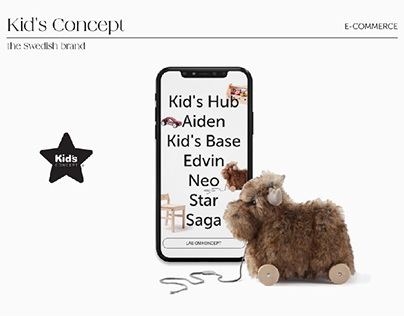 Kid's Concept
E-COMMERCE
the Swedish brand
Kid's
CONCEPT
Kid's Hub
Aiden
Kid's Base
Edvin
Neo
Star
Saga
LÄS OM KONCEPT